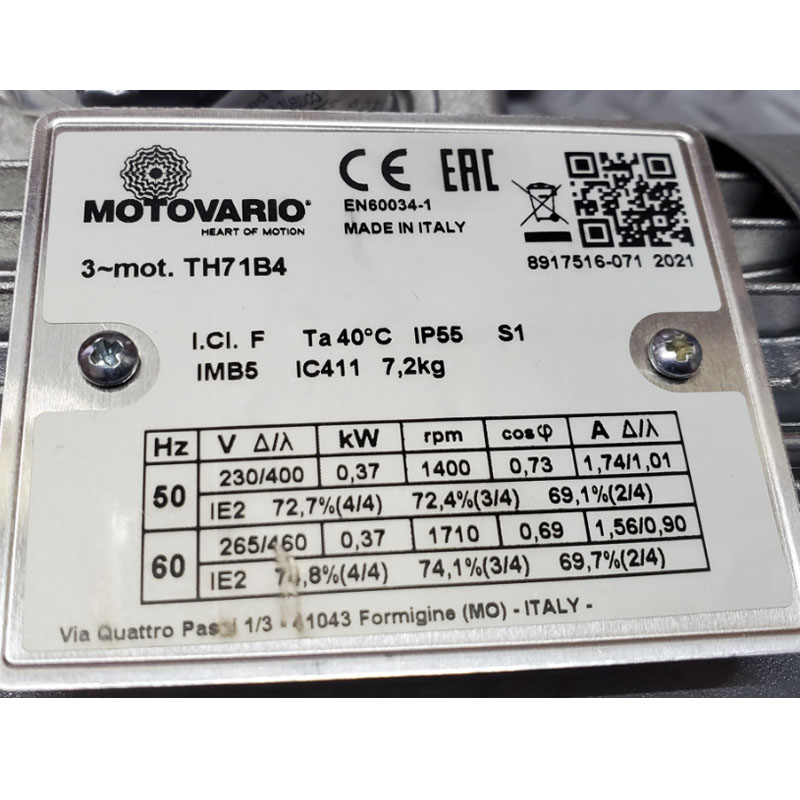 MOTOVARIO®
HEART OF MOTION
CE EAC
EN60034-1
MADE IN ITALY
8917516-071 2021
3~mot. TH71B4
I.Cl. F Ta 40°C IP55 S1
IMB5 IC411 7,2kg
Hz V Δ/λ kW rpm cosφ A Δ/λ
50 230/400 0,37 1400 0,73 1,74/1,01
IE2 72,7%(4/4) 72,4%(3/4) 69,1%(2/4)
60 265/460 0,37 1710 0,69 1,56/0,90
IE2 74,8%(4/4) 74,1%(3/4) 69,7%(2/4)
Via Quattro Passi 1/3 - 41043 Formigine (MO) - ITALY -